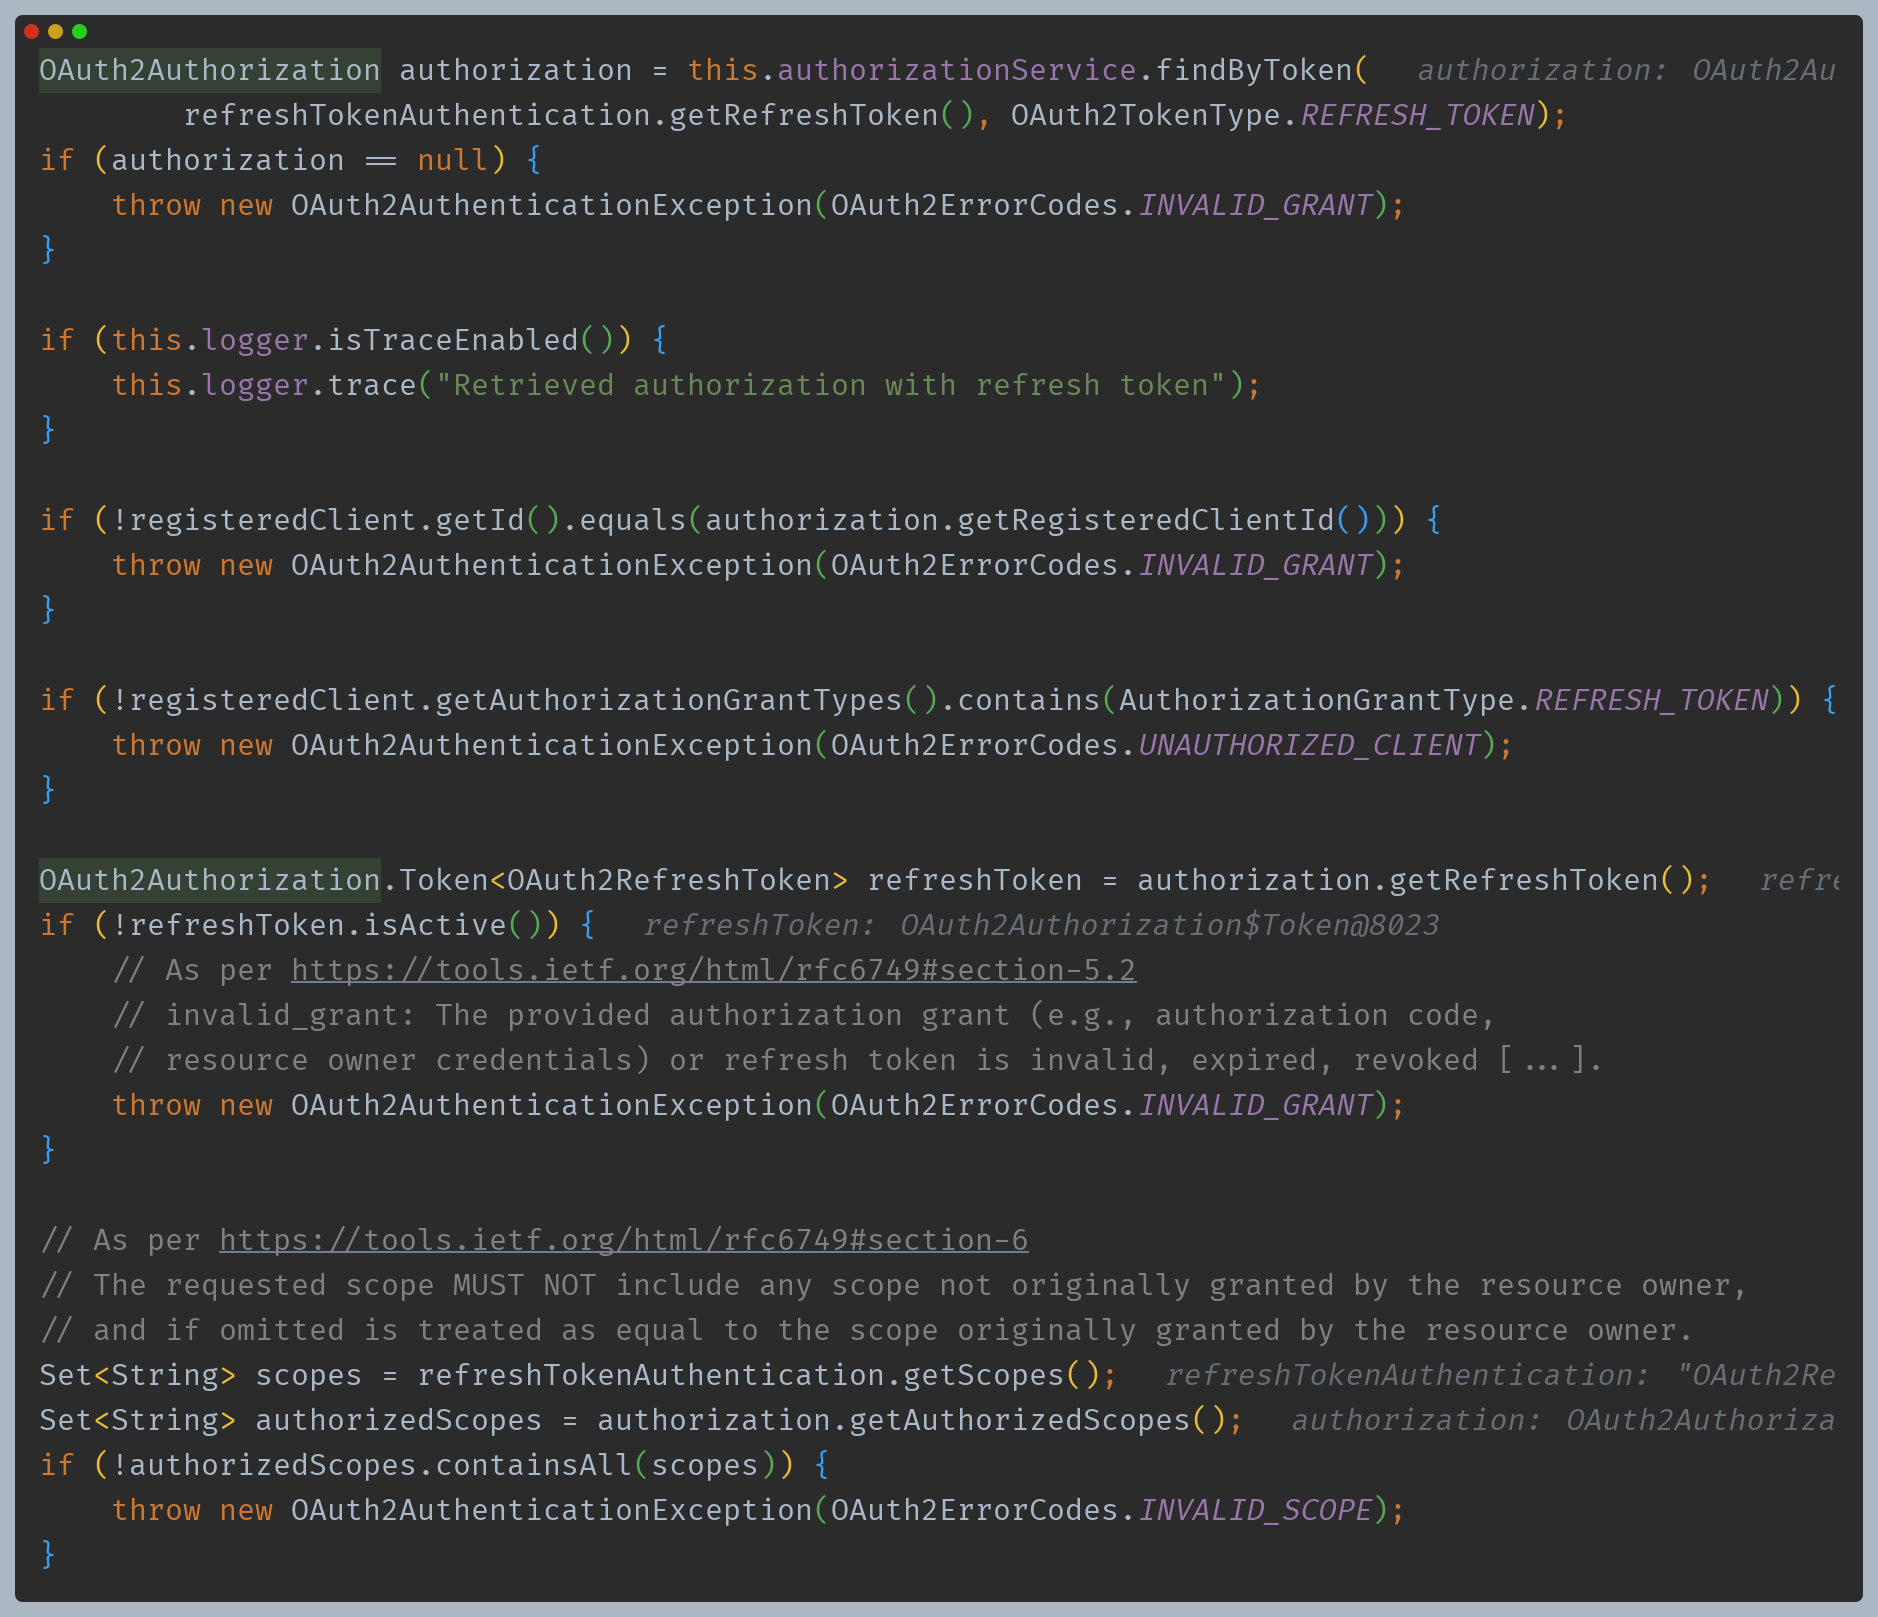 OAuth2Authorization authorization = this.authorizationService.findByToken(   authorization: OAuth2Au
        refreshTokenAuthentication.getRefreshToken(), OAuth2TokenType.REFRESH_TOKEN);
if (authorization == null) {
    throw new OAuth2AuthenticationException(OAuth2ErrorCodes.INVALID_GRANT);
}

if (this.logger.isTraceEnabled()) {
    this.logger.trace("Retrieved authorization with refresh token");
}

if (!registeredClient.getId().equals(authorization.getRegisteredClientId())) {
    throw new OAuth2AuthenticationException(OAuth2ErrorCodes.INVALID_GRANT);
}

if (!registeredClient.getAuthorizationGrantTypes().contains(AuthorizationGrantType.REFRESH_TOKEN)) {
    throw new OAuth2AuthenticationException(OAuth2ErrorCodes.UNAUTHORIZED_CLIENT);
}

OAuth2Authorization.Token<OAuth2RefreshToken> refreshToken = authorization.getRefreshToken();   refre
if (!refreshToken.isActive()) {   refreshToken: OAuth2Authorization$Token@8023
    // As per https://tools.ietf.org/html/rfc6749#section-5.2
    // invalid_grant: The provided authorization grant (e.g., authorization code,
    // resource owner credentials) or refresh token is invalid, expired, revoked [...].
    throw new OAuth2AuthenticationException(OAuth2ErrorCodes.INVALID_GRANT);
}

// As per https://tools.ietf.org/html/rfc6749#section-6
// The requested scope MUST NOT include any scope not originally granted by the resource owner,
// and if omitted is treated as equal to the scope originally granted by the resource owner.
Set<String> scopes = refreshTokenAuthentication.getScopes();   refreshTokenAuthentication: "OAuth2Re
Set<String> authorizedScopes = authorization.getAuthorizedScopes();   authorization: OAuth2Authoriza
if (!authorizedScopes.containsAll(scopes)) {
    throw new OAuth2AuthenticationException(OAuth2ErrorCodes.INVALID_SCOPE);
}